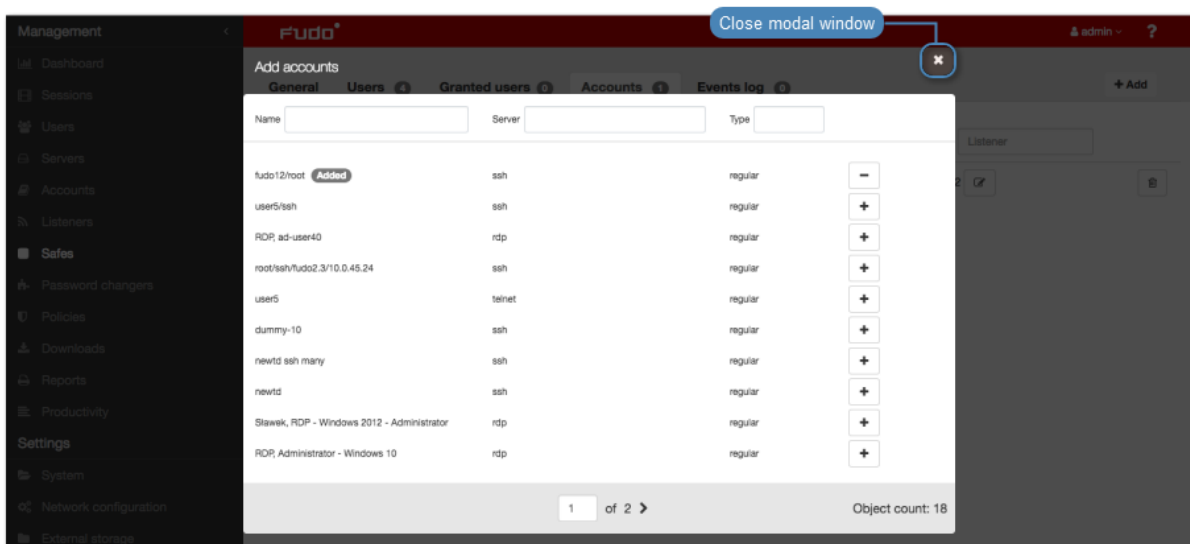 Close modal window
Management
Fudo
admin
?
Dashboard
Sessions
Users
Servers
Accounts
Listeners
Safes
Password changers
Policies
Downloads
Reports
Productivity
Settings
System
Network configuration
External storage
Add accounts
General Users 4 Granted users 0 Accounts 1 Events log 0
+ Add
Listener
2
Name Server Type
fudo12/root Added ssh regular
user5/ssh ssh regular
RDP, ad-user40 rdp regular
root/ssh/fudo2.3/10.0.45.24 ssh regular
user5 telnet regular
dummy-10 ssh regular
newtd ssh many ssh regular
newtd ssh regular
Sławek, RDP - Windows 2012 - Administrator rdp regular
RDP, Administrator - Windows 10 rdp regular
1 of 2
Object count: 18